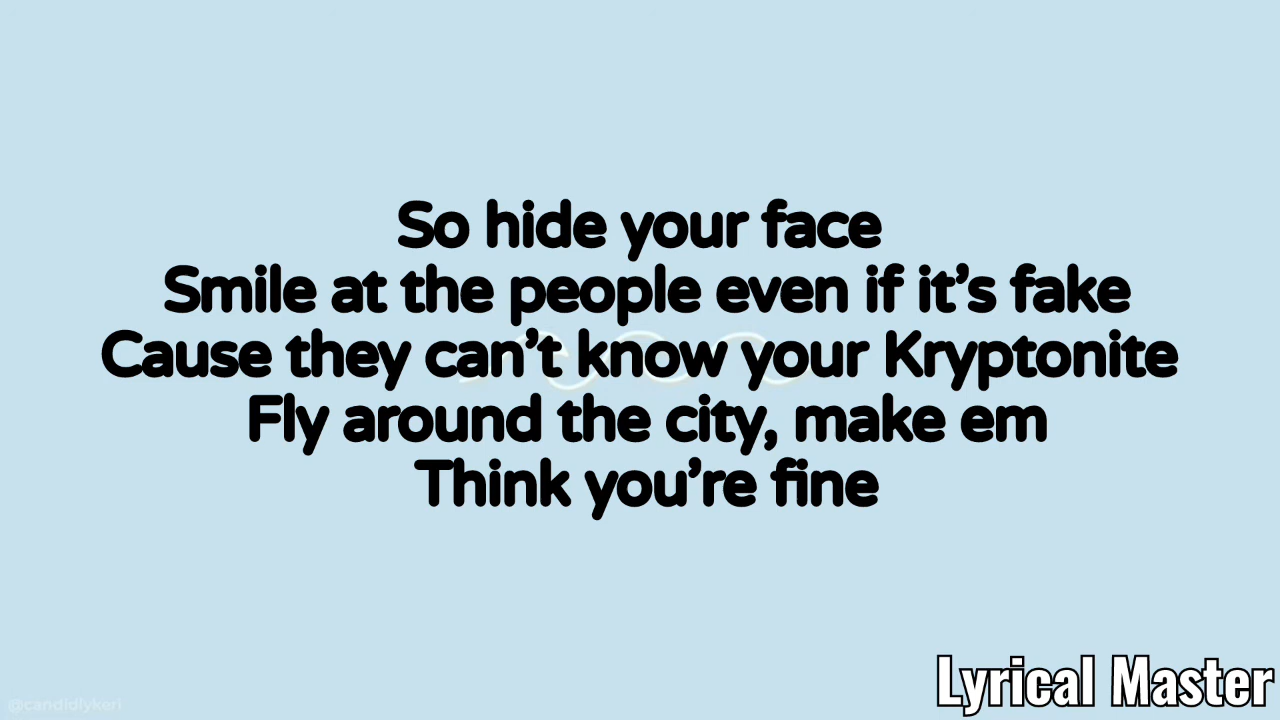 So hide your face
Smile at the people even if it’s fake
Cause they can’t know your Kryptonite
Fly around the city, make em
Think you’re fine
Lyrical Master
@candidlykeri